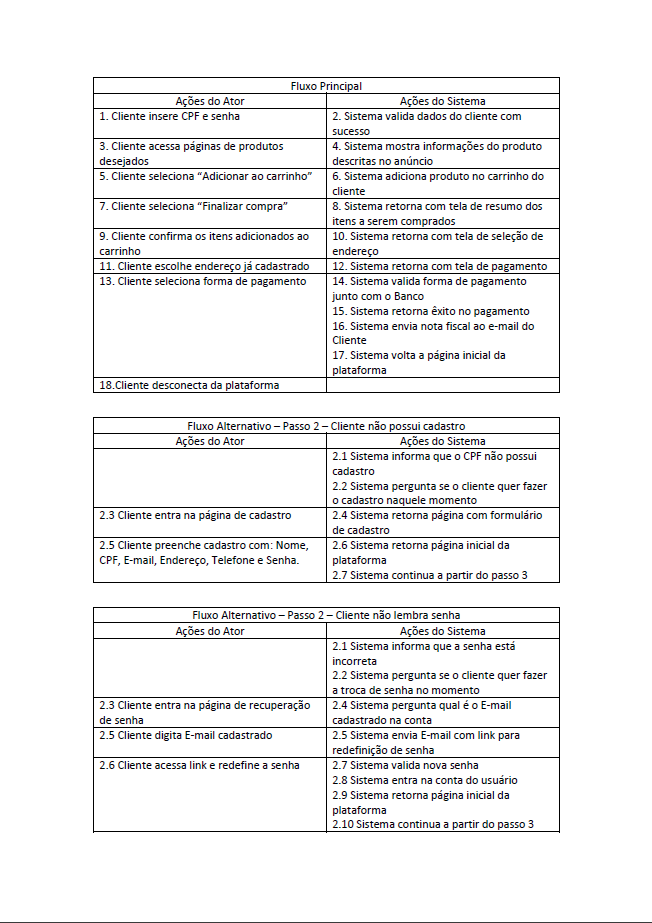 Fluxo Principal
Ações do Ator
Ações do Sistema
1. Cliente insere CPF e senha
2. Sistema valida dados do cliente com
sucesso
3. Cliente acessa páginas de produtos
desejados
4. Sistema mostra informações do produto
descritas no anúncio
5. Cliente seleciona “Adicionar ao carrinho”
6. Sistema adiciona produto no carrinho do
cliente
7. Cliente seleciona “Finalizar compra”
8. Sistema retorna com tela de resumo dos
itens a serem comprados
9. Cliente confirma os itens adicionados ao
carrinho
10. Sistema retorna com tela de seleção de
endereço
11. Cliente escolhe endereço já cadastrado
12. Sistema retorna com tela de pagamento
13. Cliente seleciona forma de pagamento
14. Sistema valida forma de pagamento
junto com o Banco
15. Sistema retorna êxito no pagamento
16. Sistema envia nota fiscal ao e-mail do
Cliente
17. Sistema volta a página inicial da
plataforma
18.Cliente desconecta da plataforma
Fluxo Alternativo – Passo 2 – Cliente não possui cadastro
Ações do Ator
Ações do Sistema
2.1 Sistema informa que o CPF não possui
cadastro
2.2 Sistema pergunta se o cliente quer fazer
o cadastro naquele momento
2.3 Cliente entra na página de cadastro
2.4 Sistema retorna página com formulário
de cadastro
2.5 Cliente preenche cadastro com: Nome,
CPF, E-mail, Endereço, Telefone e Senha.
2.6 Sistema retorna página inicial da
plataforma
2.7 Sistema continua a partir do passo 3
Fluxo Alternativo – Passo 2 – Cliente não lembra senha
Ações do Ator
Ações do Sistema
2.1 Sistema informa que a senha está
incorreta
2.2 Sistema pergunta se o cliente quer fazer
a troca de senha no momento
2.3 Cliente entra na página de recuperação
de senha
2.4 Sistema pergunta qual é o E-mail
cadastrado na conta
2.5 Cliente digita E-mail cadastrado
2.5 Sistema envia E-mail com link para
redefinição de senha
2.6 Cliente acessa link e redefine a senha
2.7 Sistema valida nova senha
2.8 Sistema entra na conta do usuário
2.9 Sistema retorna página inicial da
plataforma
2.10 Sistema continua a partir do passo 3